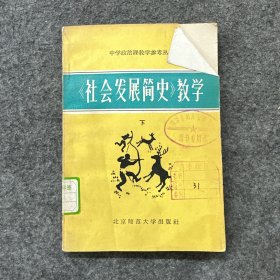 中学政治课教学参考丛
《社会发展简史》教学
下
31
北京师范大学出版社